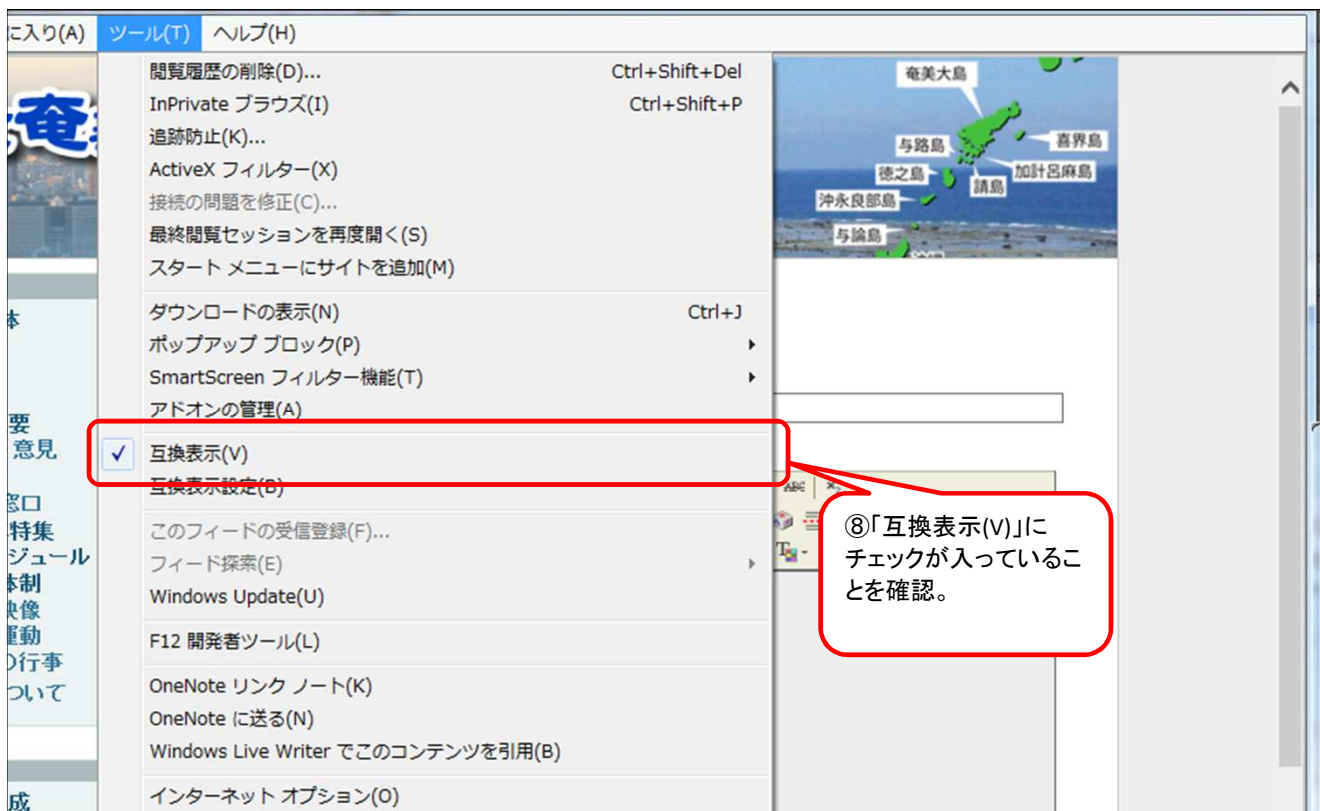 に入り(A) ツール(T) ヘルプ(H)
閲覧履歴の削除(D)... Ctrl+Shift+Del
InPrivate ブラウズ(I) Ctrl+Shift+P
追跡防止(K)...
ActiveX フィルター(X)
接続の問題を修正(C)...
最終閲覧セッションを再度開く(S)
スタート メニューにサイトを追加(M)
ダウンロードの表示(N) Ctrl+J
ポップアップ ブロック(P)
SmartScreen フィルター機能(T)
アドオンの管理(A)
互換表示(V)
互換表示設定(B)
このフィードの受信登録(F)...
フィード探索(E)
Windows Update(U)
F12 開発者ツール(L)
OneNote リンク ノート(K)
OneNote に送る(N)
Windows Live Writer でこのコンテンツを引用(B)
インターネット オプション(O)
奄
体
要
意見
窓口
特集
ジュール
体制
映像
運動
の行事
ついて
成
奄美大島
与路島
喜界島
徳之島
請島
加計呂麻島
沖永良部島
与論島
ABC
⑧「互換表示(V)」に
チェックが入っているこ
とを確認。